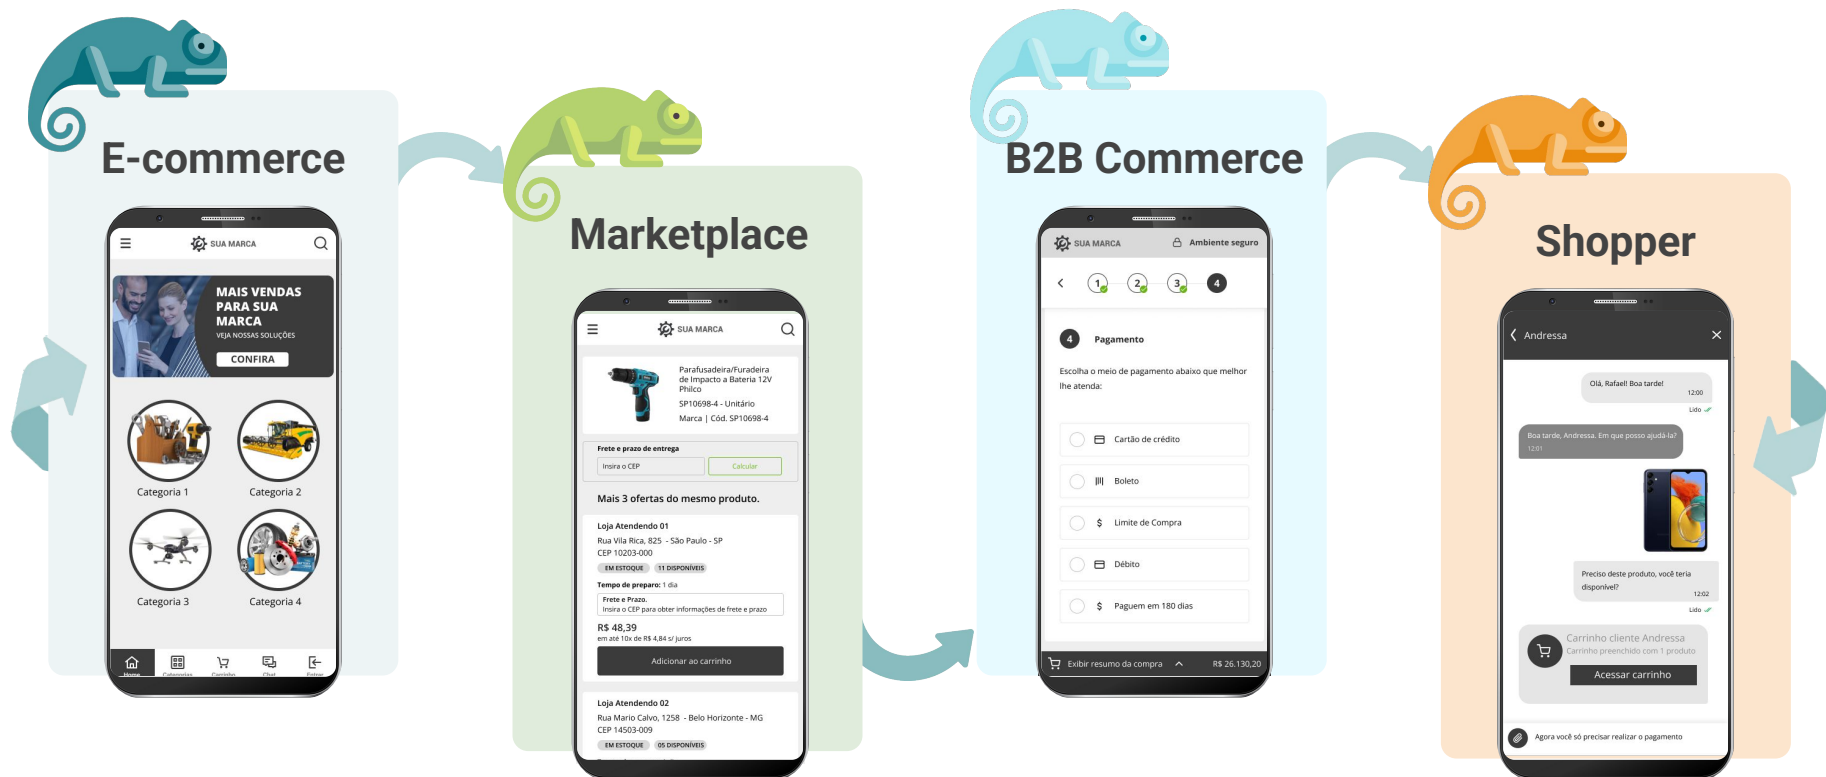 E-commerce
SUA MARCA
MAIS VENDAS
PARA SUA
MARCA
VEJA NOSSAS SOLUÇÕES
CONFIRA
Categoria 1
Categoria 2
Categoria 3
Categoria 4
Home
Categorias
Carrinho
Chat
Entrar
Marketplace
SUA MARCA
Parafusadeira/Furadeira
de Impacto a Bateria 12V
Philco
SP10698-4 - Unitário
Marca | Cód. SP10698-4
Frete e prazo de entrega
Insira o CEP
Calcular
Mais 3 ofertas do mesmo produto.
Loja Atendendo 01
Rua Vila Rica, 825 - São Paulo - SP
CEP 10203-000
EM ESTOQUE
11 DISPONÍVEIS
Tempo de preparo: 1 dia
Frete e Prazo.
Insira o CEP para obter informações de frete e prazo
R$ 48,39
em até 10x de R$ 4,84 s/ juros
Adicionar ao carrinho
Loja Atendendo 02
Rua Mario Calvo, 1258 - Belo Horizonte - MG
CEP 14503-009
EM ESTOQUE
05 DISPONÍVEIS
B2B Commerce
SUA MARCA
Ambiente seguro
1
2
3
4
4 Pagamento
Escolha o meio de pagamento abaixo que melhor
lhe atenda:
Cartão de crédito
Boleto
$ Limite de Compra
Débito
$ Paguem em 180 dias
Exibir resumo da compra
R$ 26.130,20
Shopper
Andressa
Olá, Rafael! Boa tarde!
12:00
Lido
Boa tarde, Andressa. Em que posso ajudá-la?
12:01
Preciso deste produto, você teria
disponível?
12:02
Lido
Carrinho cliente Andressa
Carrinho preenchido com 1 produto
Acessar carrinho
Agora você só precisar realizar o pagamento